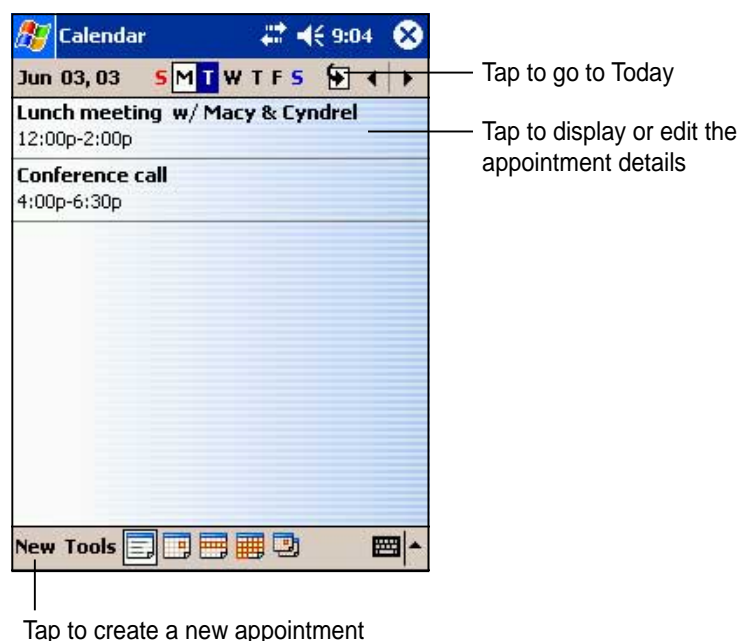 Calendar 9:04
Jun 03, 03 S M T W T F S
Tap to go to Today
Lunch meeting w/ Macy & Cyndrel
12:00p-2:00p
Tap to display or edit the
appointment details
Conference call
4:00p-6:30p
New Tools
Tap to create a new appointment